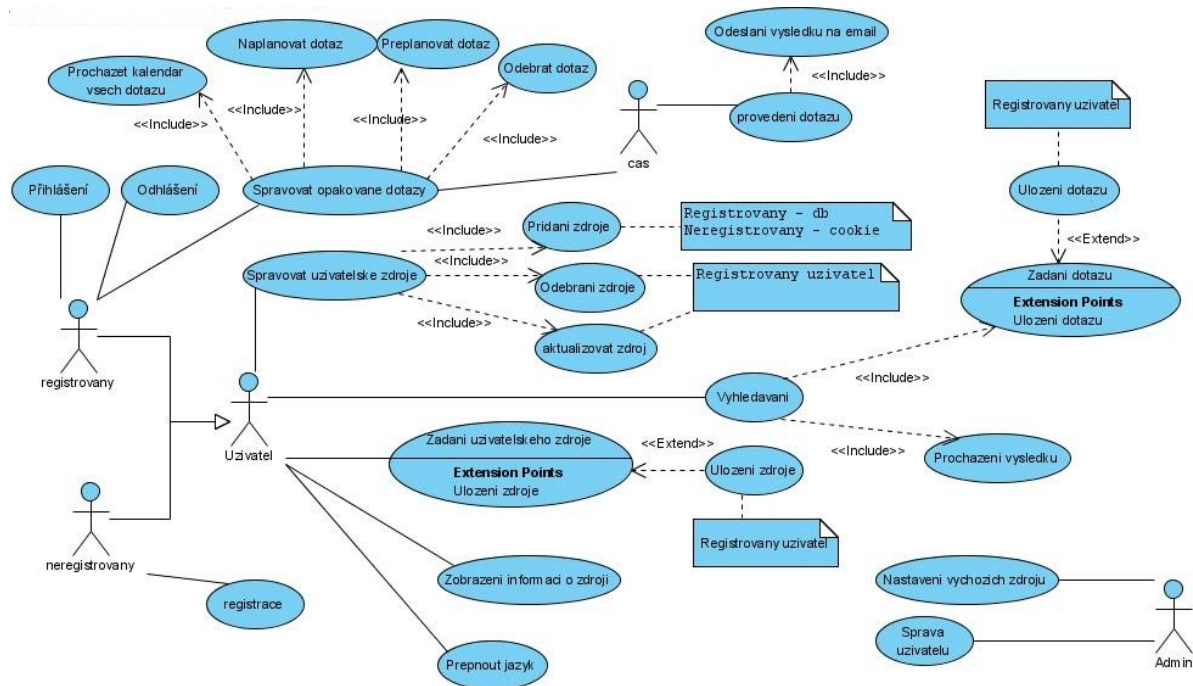 Odeslani vysledku na email
Naplanovat dotaz
Preplanovat dotaz
Prochazet kalendar
vsech dotazu
Odebrat dotaz
<<Include>>
<<Include>>
<<Include>>
<<Include>>
<<Include>>
provedeni dotazu
Registrovany uzivatel
cas
Přihlášení
Odhlášení
Spravovat opakovane dotazy
Ulozeni dotazu
Pridani zdroje
Registrovany - db
Neregistrovany - cookie
<<Include>>
<<Include>>
<<Extend>>
Spravovat uzivatelske zdroje
Odebrani zdroje
Registrovany uzivatel
Zadani dotazu
Extension Points
Ulozeni dotazu
<<Include>>
aktualizovat zdroj
registrovany
<<Include>>
Vyhledavani
Uzivatel
Zadani uzivatelskeho zdroje
Extension Points
Ulozeni zdroje
<<Extend>>
Ulozeni zdroje
<<Include>>
Prochazeni vysledku
Registrovany uzivatel
neregistrovany
registrace
Zobrazeni informaci o zdroji
Nastaveni vychozich zdroju
Sprava
uzivatelu
Admin
Prepnout jazyk